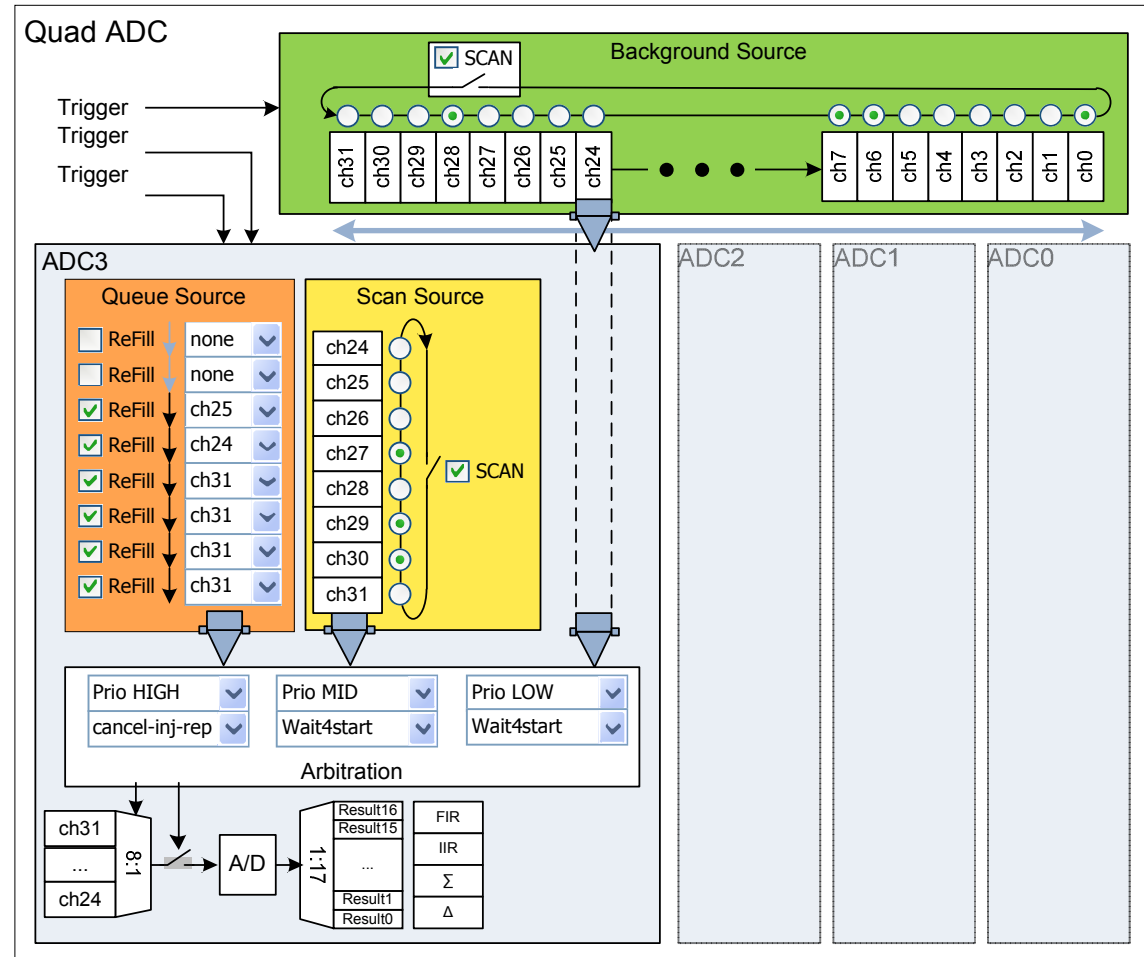 Quad ADC
Background Source
SCAN
Trigger
Trigger
Trigger
ch31
ch30
ch29
ch28
ch27
ch26
ch25
ch24
ch7
ch6
ch5
ch4
ch3
ch2
ch1
ch0
ADC3
ADC2
ADC1
ADC0
Queue Source
ReFill none
ReFill none
ReFill ch25
ReFill ch24
ReFill ch31
ReFill ch31
ReFill ch31
ReFill ch31
Scan Source
ch24
ch25
ch26
ch27
ch28
ch29
ch30
ch31
SCAN
Prio HIGH
cancel-inj-rep
Prio MID
Wait4start
Prio LOW
Wait4start
Arbitration
ch31
...
ch24
8:1
A/D
1:17
Result16
Result15
...
Result1
Result0
FIR
IIR
Σ
Δ